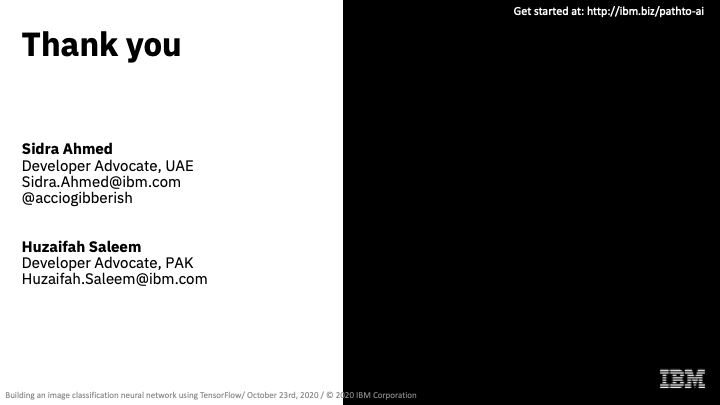 Get started at: http://ibm.biz/pathto-ai
Thank you
Sidra Ahmed
Developer Advocate, UAE
Sidra.Ahmed@ibm.com
@acciogibberish
Huzaifah Saleem
Developer Advocate, PAK
Huzaifah.Saleem@ibm.com
IBM
Building an image classification neural network using TensorFlow/ October 23rd, 2020 / © 2020 IBM Corporation